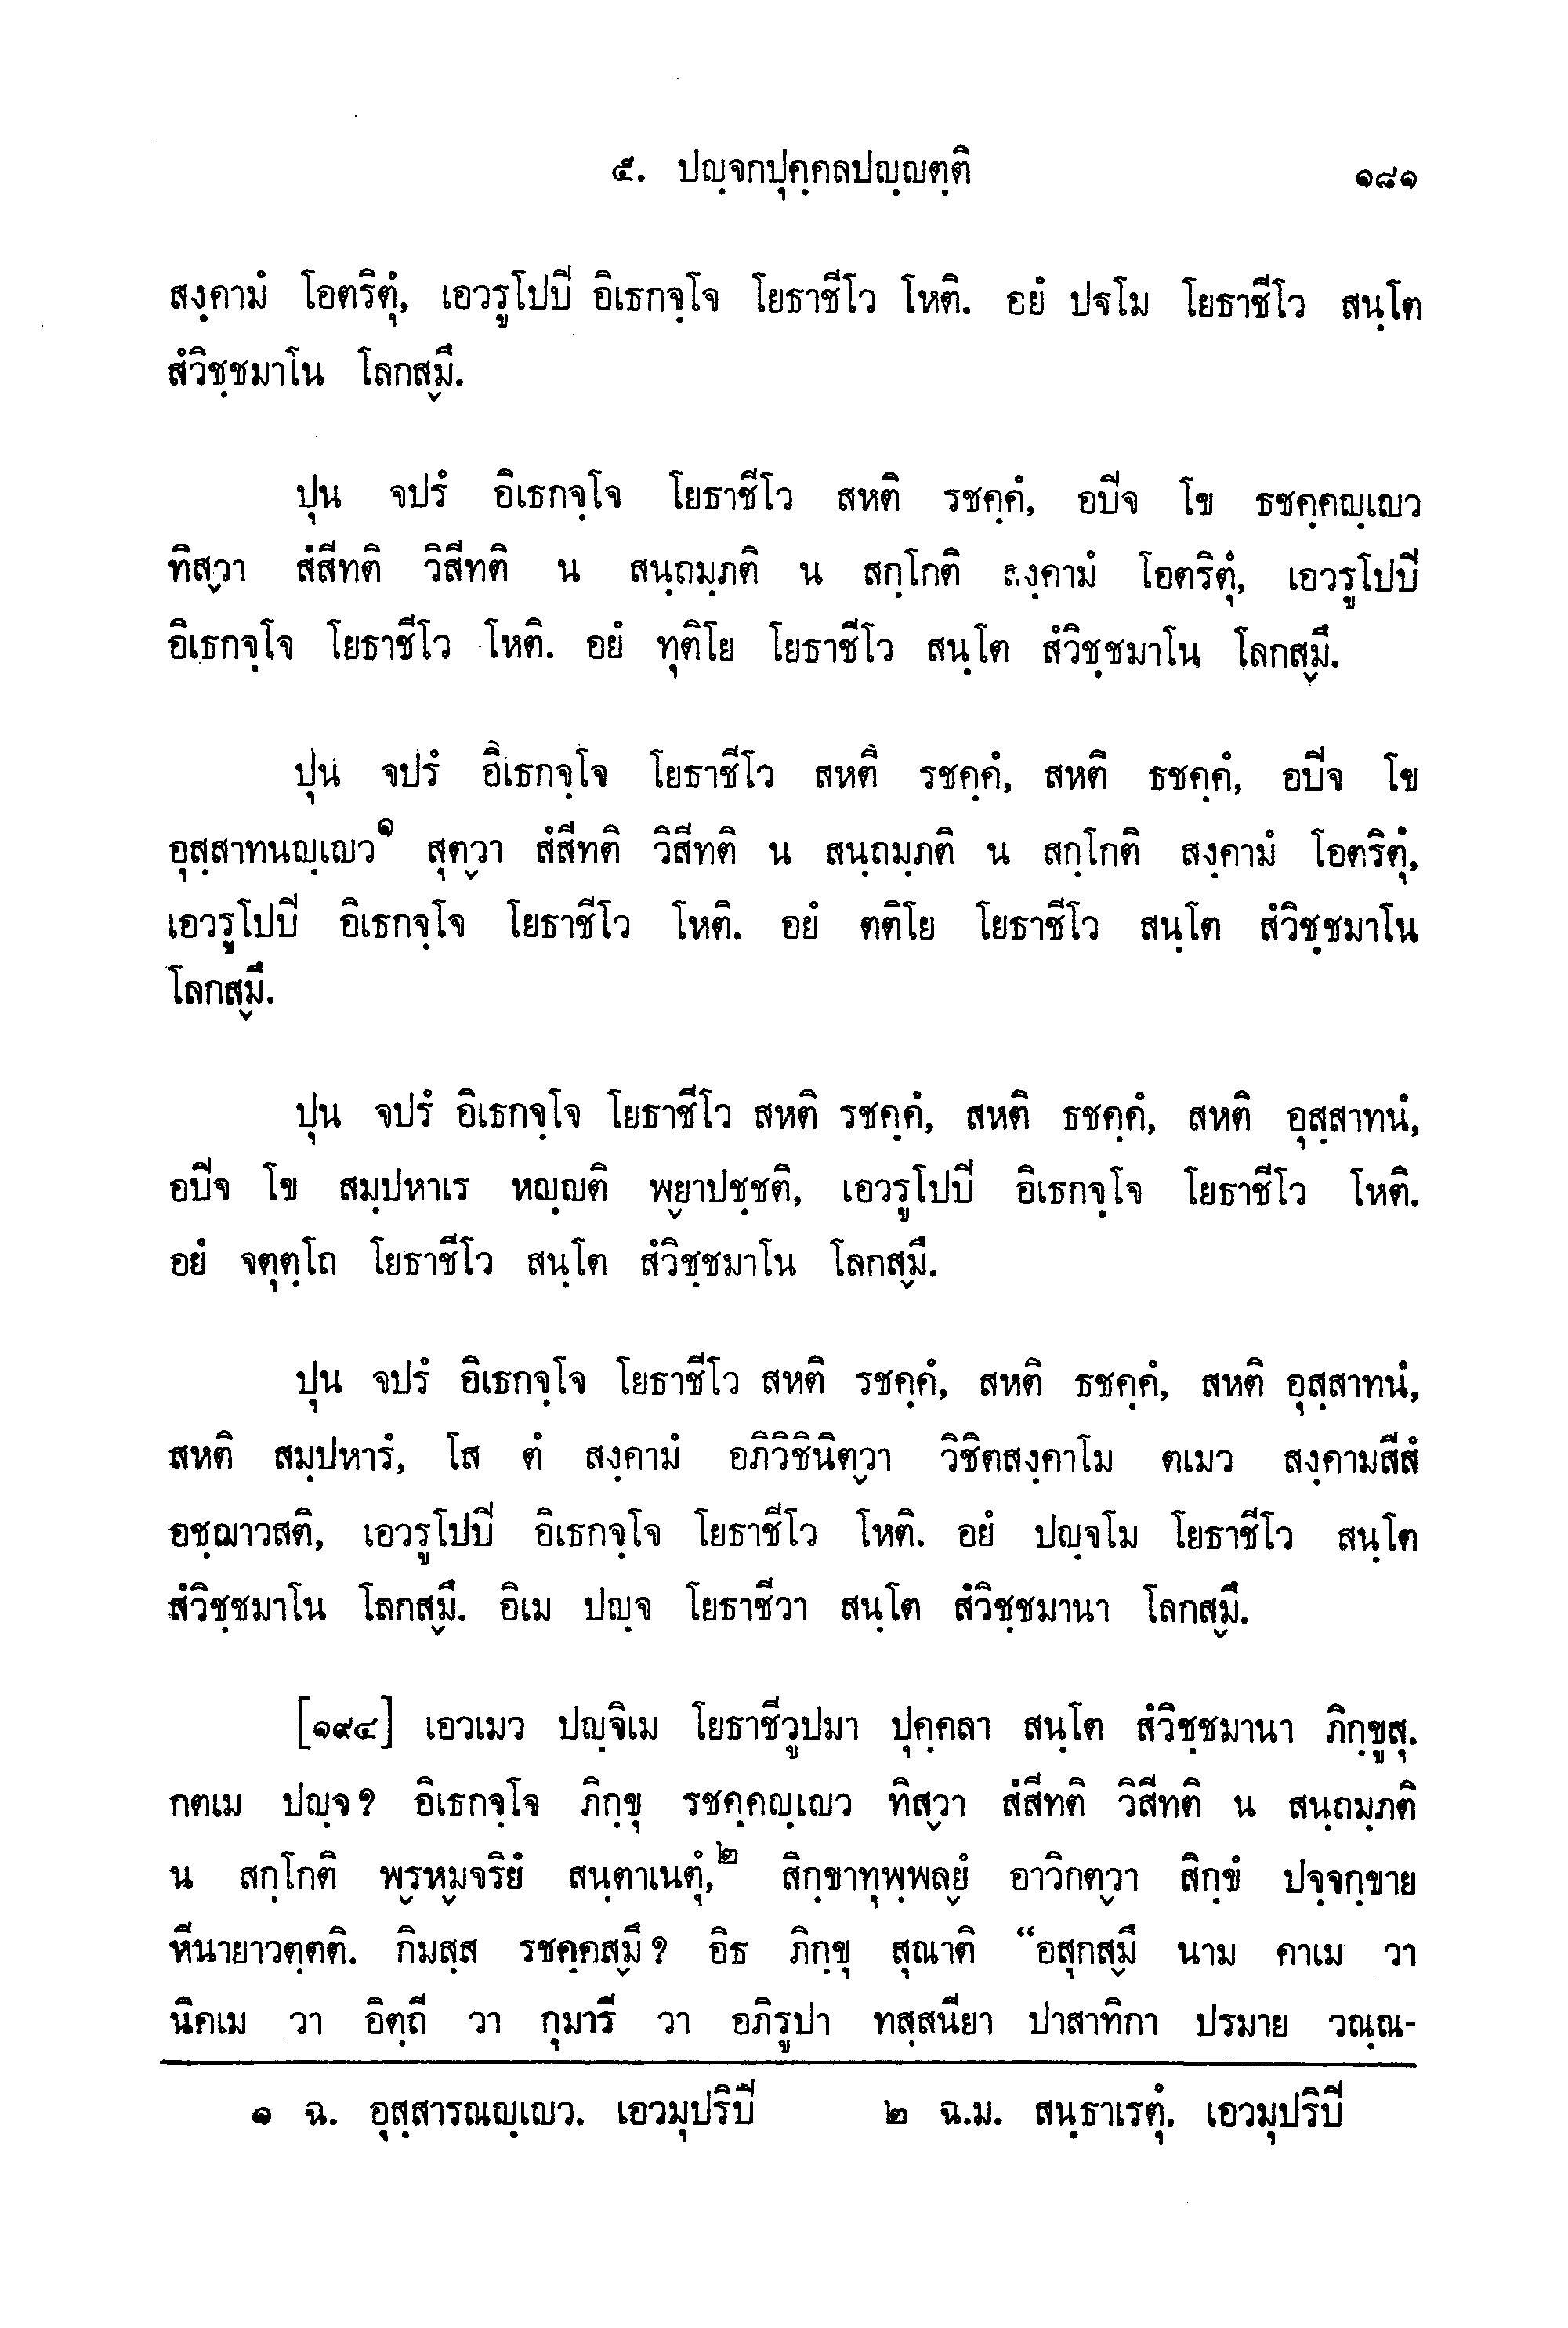 ๕. ปญฺจกปุคฺคลปญฺญตฺติ ๑๘๑
สงฺคามํ โอตริตุํ, เอวรูโปปี อิเธกจฺโจ โยธาชีโว โหติ. อยํ ปฐโม โยธาชีโว สนฺโต
สํวิชฺชมาโน โลกสฺมึ.
ปุน จปรํ อิเธกจฺโจ โยธาชีโว สหติ รชคฺคํ, อปีจ โข ธชคฺคญฺเญว
ทิสฺวา สํสีทติ วิสีทติ น สนฺถมฺภติ น สกฺโกติ สงฺคามํ โอตริตุํ, เอวรูโปปี
อิเธกจฺโจ โยธาชีโว โหติ. อยํ ทุติโย โยธาชีโว สนฺโต สํวิชฺชมาโน โลกสฺมึ.
ปุน จปรํ อิเธกจฺโจ โยธาชีโว สหติ รชคฺคํ, สหติ ธชคฺคํ, อปีจ โข
อุสฺสาทนญฺเญว๑ สุตฺวา สํสีทติ วิสีทติ น สนฺถมฺภติ น สกฺโกติ สงฺคามํ โอตริตุํ,
เอวรูโปปี อิเธกจฺโจ โยธาชีโว โหติ. อยํ ตติโย โยธาชีโว สนฺโต สํวิชฺชมาโน
โลกสฺมึ.
ปุน จปรํ อิเธกจฺโจ โยธาชีโว สหติ รชคฺคํ, สหติ ธชคฺคํ, สหติ อุสฺสาทนํ,
อปีจ โข สมฺปหาเร หญฺญติ พฺยาปชฺชติ, เอวรูโปปี อิเธกจฺโจ โยธาชีโว โหติ.
อยํ จตุตฺโถ โยธาชีโว สนฺโต สํวิชฺชมาโน โลกสฺมึ.
ปุน จปรํ อิเธกจฺโจ โยธาชีโว สหติ รชคฺคํ, สหติ ธชคฺคํ, สหติ อุสฺสาทนํ,
สหติ สมฺปหารํ, โส ตํ สงฺคามํ อภิวิชินิตฺวา วิชิตสงฺคาโม ตเมว สงฺคามสีสํ
อชฺฌาวสติ, เอวรูโปปี อิเธกจฺโจ โยธาชีโว โหติ. อยํ ปญฺจโม โยธาชีโว สนฺโต
สํวิชฺชมาโน โลกสฺมึ. อิเม ปญฺจ โยธาชีวา สนฺโต สํวิชฺชมานา โลกสฺมึ.
[๑๙๔] เอวเมว ปญฺจิเม โยธาชีวูปมา ปุคฺคลา สนฺโต สํวิชฺชมานา ภิกฺขูสุ.
กตเม ปญฺจ? อิเธกจฺโจ ภิกฺขุ รชคฺคญฺเญว ทิสฺวา สํสีทติ วิสีทติ น สนฺถมฺภติ
น สกฺโกติ พฺรหฺมจริยํ สนฺตาเนตุํ,๒ สิกฺขาทุพฺพลฺยํ อาวิกตฺวา สิกฺขํ ปจฺจกฺขาย
หีนายาวตฺตติ. กิมสฺส รชคฺคสฺมึ? อิธ ภิกฺขุ สุณาติ “อสุกสฺมึ นาม คาเม วา
นิคเม วา อิตฺถี วา กุมารี วา อภิรูปา ทสฺสนียา ปาสาทิกา ปรมาย วณฺณ-
๑ ฉ. อุสฺสารณญฺเญว. เอวมุปริปี ๒ ฉ.ม. สนฺธาเรตุํ. เอวมุปริปี